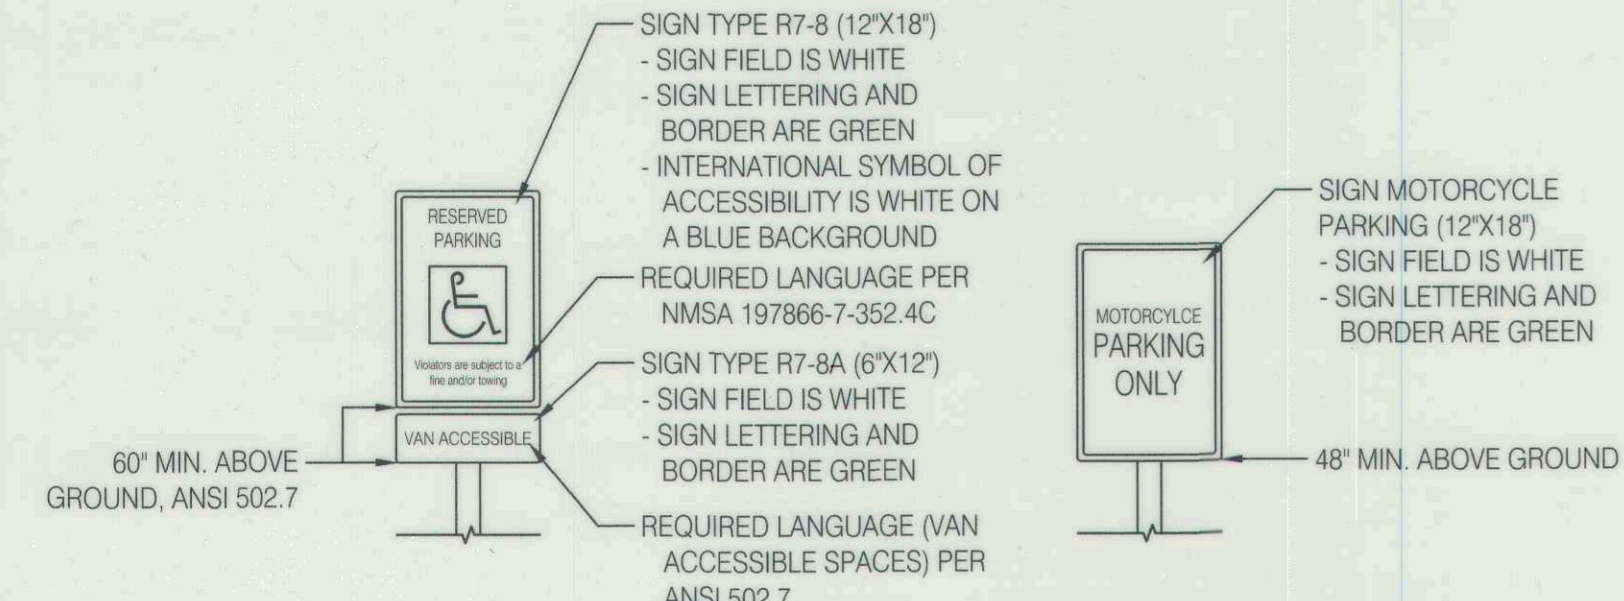 SIGN TYPE R7-8 (12"X18")
- SIGN FIELD IS WHITE
- SIGN LETTERING AND
BORDER ARE GREEN
- INTERNATIONAL SYMBOL OF
ACCESSIBILITY IS WHITE ON
A BLUE BACKGROUND
REQUIRED LANGUAGE PER
NMSA 197866-7-352.4C
SIGN TYPE R7-8A (6"X12")
- SIGN FIELD IS WHITE
- SIGN LETTERING AND
BORDER ARE GREEN
REQUIRED LANGUAGE (VAN
ACCESSIBLE SPACES) PER
ANSI 502.7
RESERVED
PARKING
Violators are subject to a
fine and/or towing
VAN ACCESSIBLE
60" MIN. ABOVE
GROUND, ANSI 502.7
SIGN MOTORCYCLE
PARKING (12"X18")
- SIGN FIELD IS WHITE
- SIGN LETTERING AND
BORDER ARE GREEN
MOTORCYLCE
PARKING
ONLY
48" MIN. ABOVE GROUND